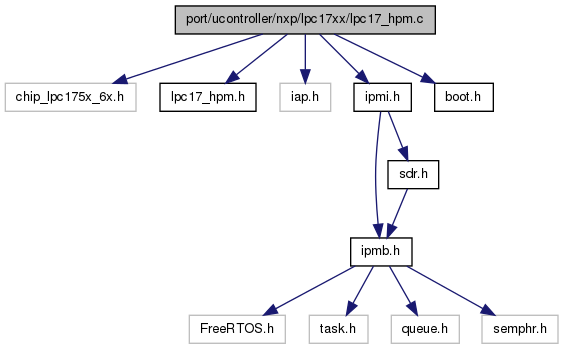 port/ucontroller/nxp/lpc17xx/lpc17_hpm.c
chip_lpc175x_6x.h
lpc17_hpm.h
iap.h
ipmi.h
boot.h
sdr.h
ipmb.h
FreeRTOS.h
task.h
queue.h
semphr.h